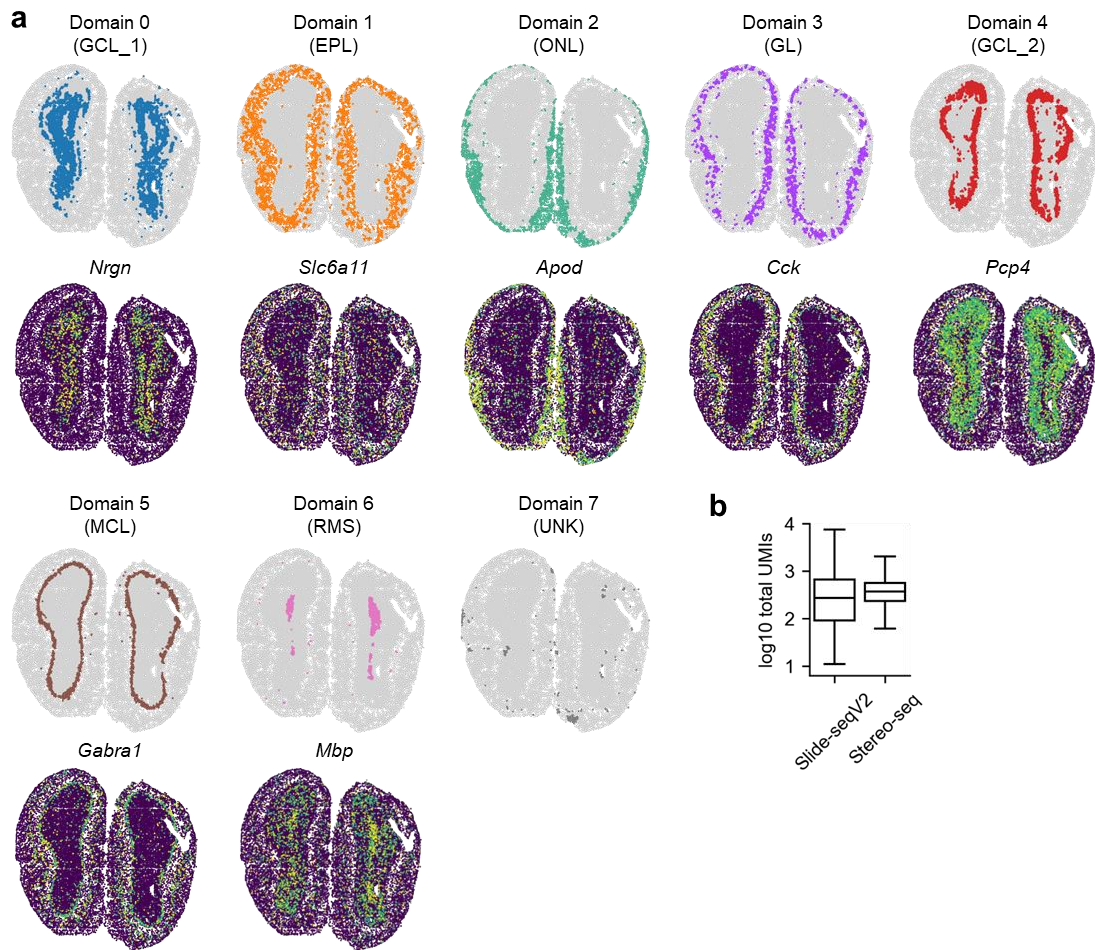 a
Domain 0 Domain 1 Domain 2 Domain 3 Domain 4
(GCL_1) (EPL) (ONL) (GL) (GCL_2)
Nrgn Slc6a11 Apod Cck Pcp4
Domain 5 Domain 6 Domain 7
(MCL) (RMS) (UNK)
Gabra1 Mbp
b
log10 total UMIs
4
3
2
1
Slide-seqV2 Stereo-seq